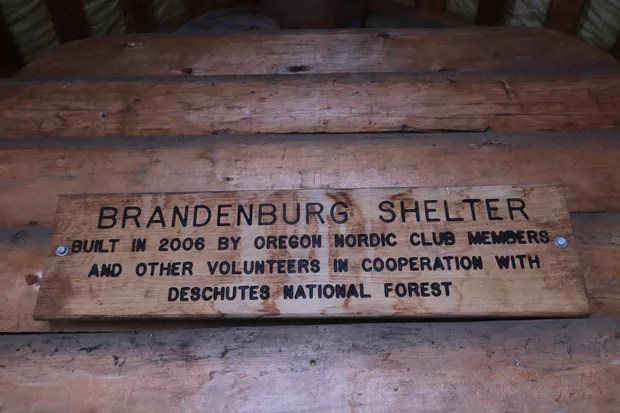 BRANDENBURG SHELTER
BUILT IN 2006 BY OREGON NORDIC CLUB MEMBERS
AND OTHER VOLUNTEERS IN COOPERATION WITH
DESCHUTES NATIONAL FOREST